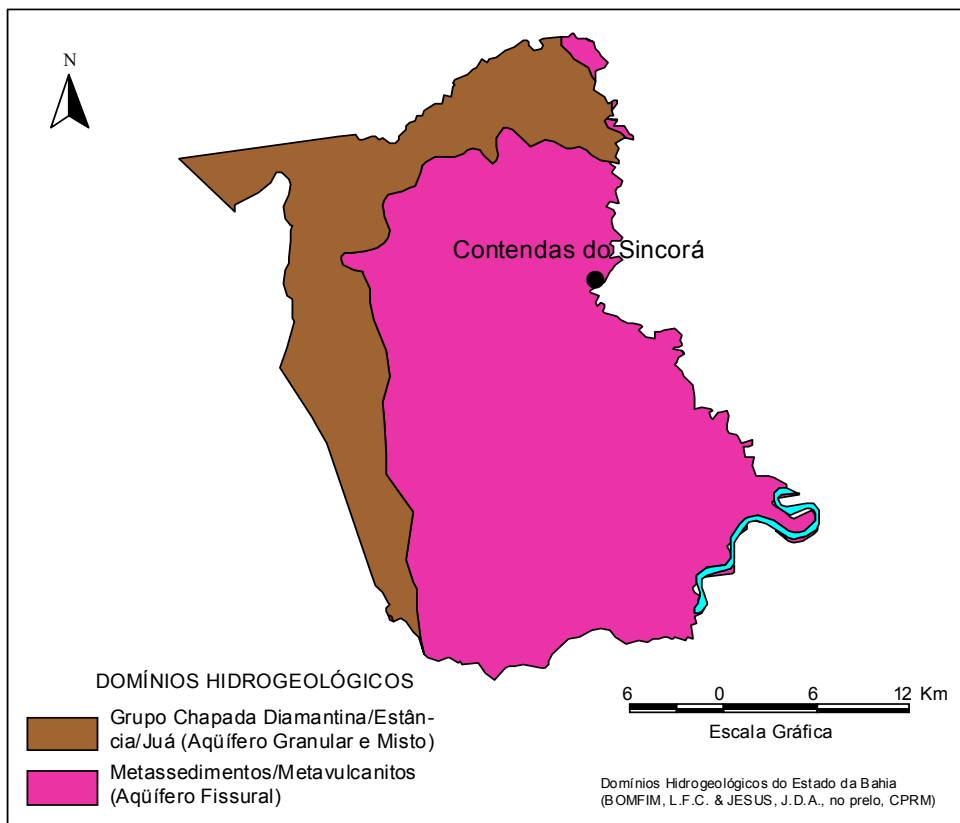 N
Contendas do Sincorá
DOMÍNIOS HIDROGEOLÓGICOS
Grupo Chapada Diamantina/Estân-
cia/Juá (Aqüífero Granular e Misto)
Metassedimentos/Metavulcanitos
(Aqüífero Fissural)
6 0 6 12 Km
Escala Gráfica
Domínios Hidrogeológicos do Estado da Bahia
(BOMFIM, L.F.C. & JESUS, J.D.A., no prelo, CPRM)